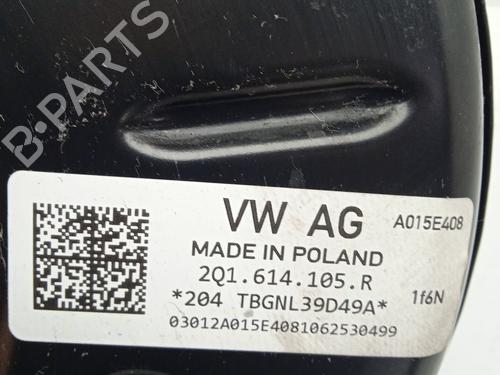 B-PARTS
VW AG
A015E408
MADE IN POLAND
2Q1.614.105.R
*204 TBGNL39D49A*
1f6N
03012A015E4081062530499